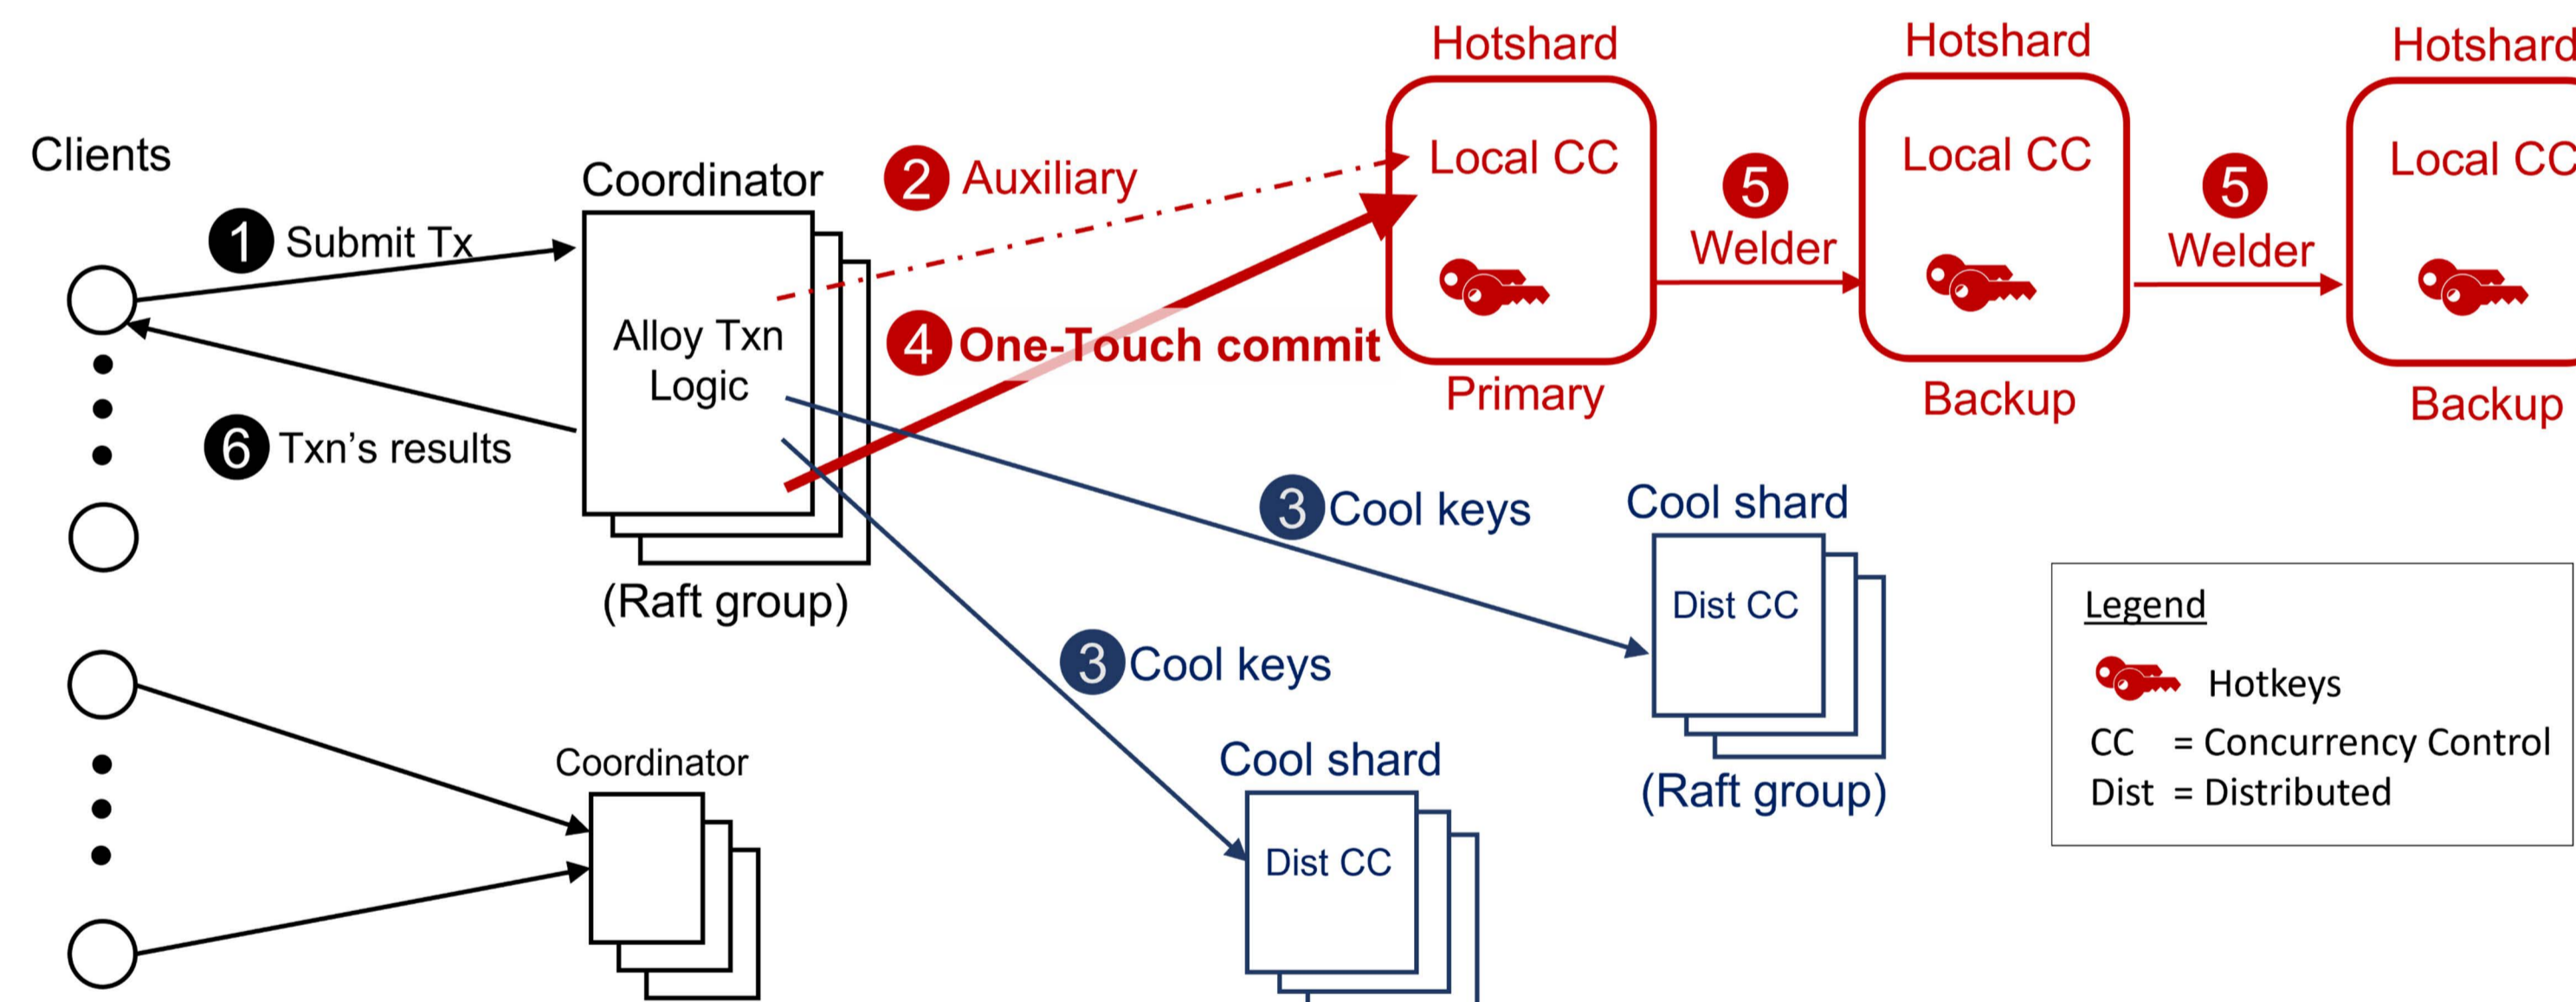 Clients
1 Submit Tx
6 Txn's results
Coordinator
Alloy Txn
Logic
(Raft group)
Coordinator
2 Auxiliary
4 One-Touch commit
Hotshard
Local CC
Primary
5
Welder
Hotshard
Local CC
Backup
5
Welder
Hotshard
Local CC
Backup
3 Cool keys
Cool shard
Dist CC
(Raft group)
3 Cool keys
Cool shard
Dist CC
Legend
Hotkeys
CC = Concurrency Control
Dist = Distributed